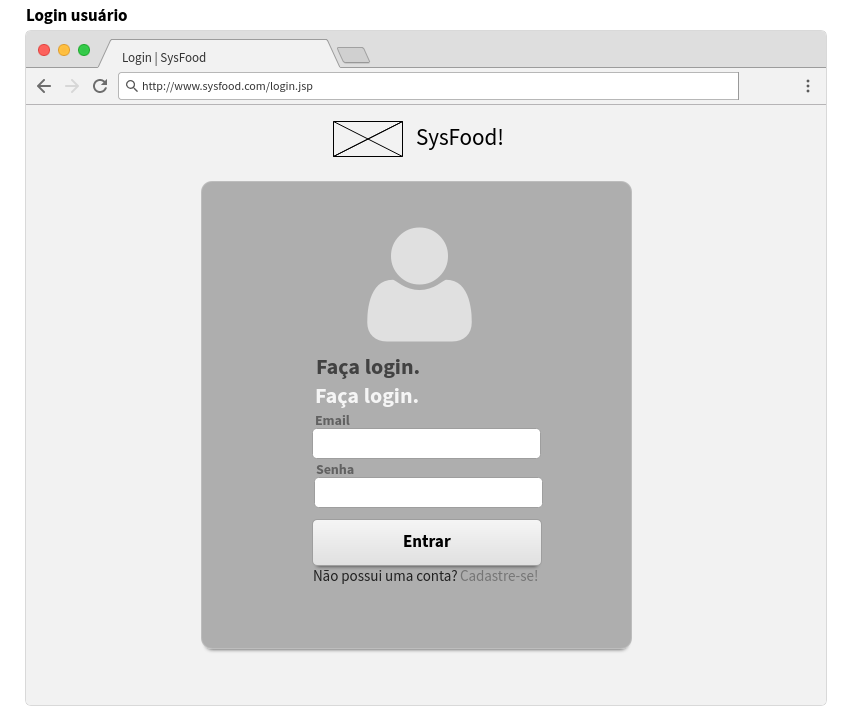 Login usuário
Login | SysFood
http://www.sysfood.com/login.jsp
SysFood!
Faça login.
Faça login.
Email
Senha
Entrar
Não possui uma conta? Cadastre-se!